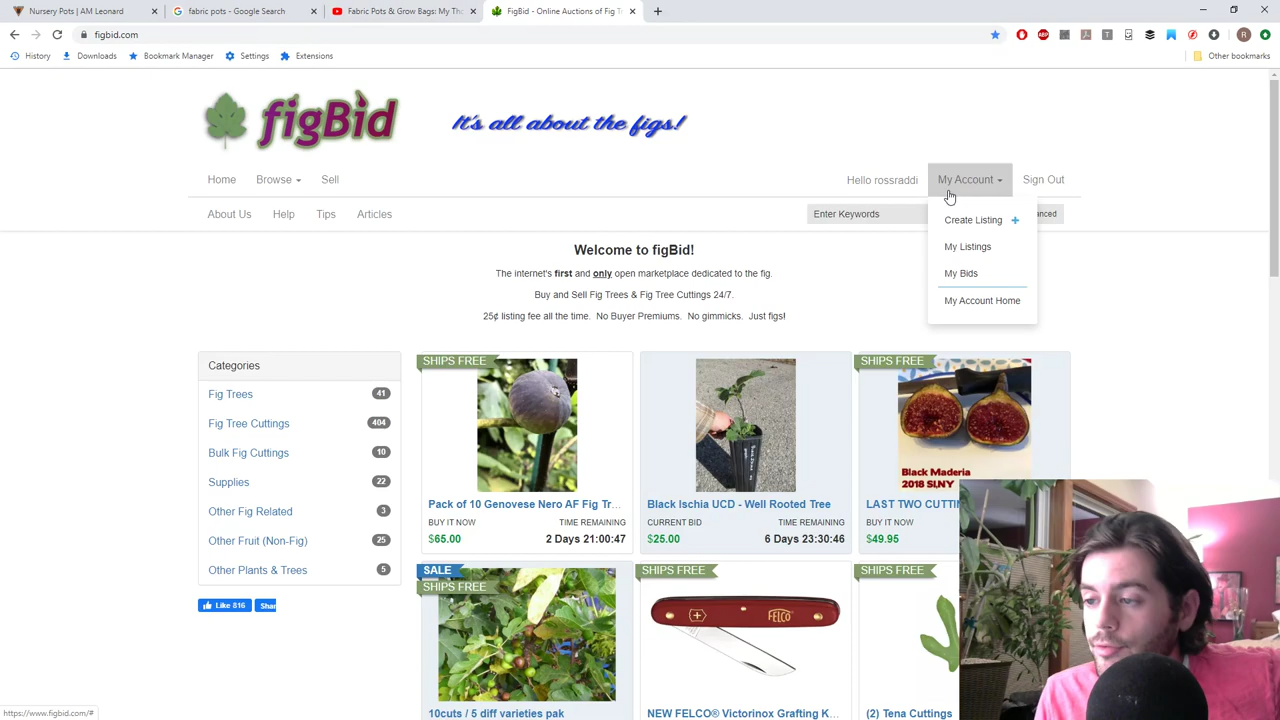 Nursery Pots | AM Leonard
fabric pots - Google Search
Fabric Pots & Grow Bags: My Tho
FigBid - Online Auctions of Fig T
figbid.com
History
Downloads
Bookmark Manager
Settings
Extensions
Other bookmarks
figBid
It's all about the figs!
Home
Browse
Sell
Hello rossraddi
My Account
Sign Out
About Us
Help
Tips
Articles
Enter Keywords
anced
Create Listing +
My Listings
My Bids
My Account Home
Welcome to figBid!
The internet's first and only open marketplace dedicated to the fig.
Buy and Sell Fig Trees & Fig Tree Cuttings 24/7.
25¢ listing fee all the time. No Buyer Premiums. No gimmicks. Just figs!
Categories
Fig Trees 41
Fig Tree Cuttings 404
Bulk Fig Cuttings 10
Supplies 22
Other Fig Related 3
Other Fruit (Non-Fig) 25
Other Plants & Trees 5
Like 816
Shar
SHIPS FREE
Pack of 10 Genovese Nero AF Fig Tr...
BUY IT NOW TIME REMAINING
$65.00 2 Days 21:00:47
Black Ischia UCD - Well Rooted Tree
CURRENT BID TIME REMAINING
$25.00 6 Days 23:30:46
SHIPS FREE
Black Maderia
2018 SI,NY
LAST TWO CUTTI
BUY IT NOW
$49.95
SALE
SHIPS FREE
10cuts / 5 diff varieties pak
SHIPS FREE
FELCO
NEW FELCO® Victorinox Grafting K...
SHIPS FREE
(2) Tena Cuttings
https://www.figbid.com/#